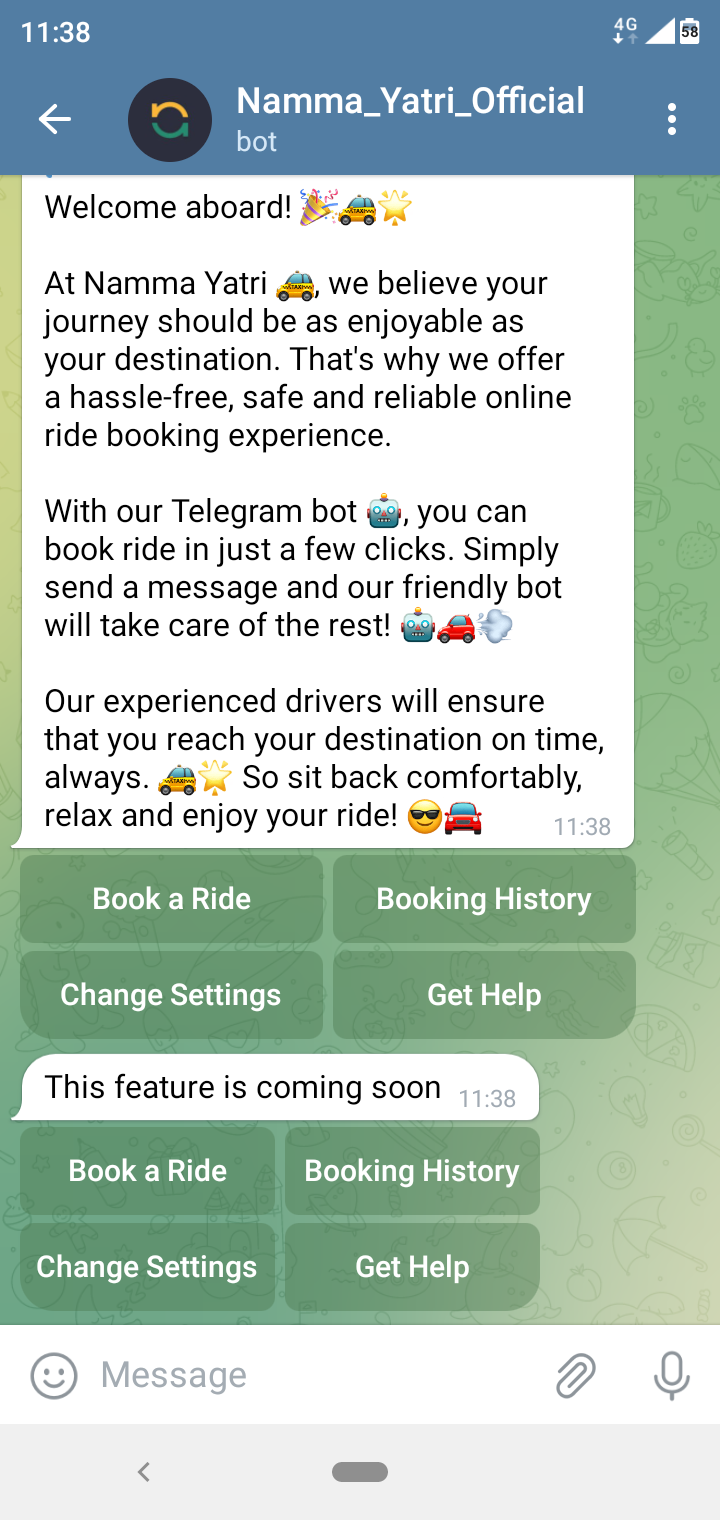 11:38
4G
58
Namma_Yatri_Official
bot
Welcome aboard! 🎉🚕🌟
At Namma Yatri 🚕, we believe your
journey should be as enjoyable as
your destination. That's why we offer
a hassle-free, safe and reliable online
ride booking experience.
With our Telegram bot 🤖, you can
book ride in just a few clicks. Simply
send a message and our friendly bot
will take care of the rest! 🤖🚗💨
Our experienced drivers will ensure
that you reach your destination on time,
always. 🚕🌟 So sit back comfortably,
relax and enjoy your ride! 😎🚘
11:38
Book a Ride
Booking History
Change Settings
Get Help
This feature is coming soon
11:38
Book a Ride
Booking History
Change Settings
Get Help
Message